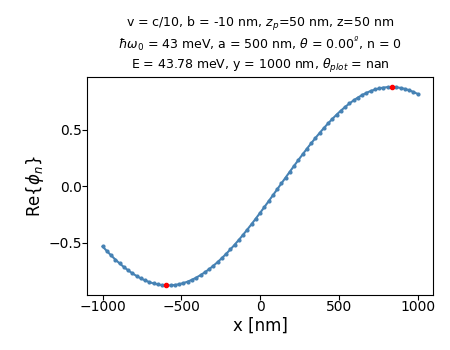 v = c/10, b = -10 nm, z_p=50 nm, z=50 nm
ℏω₀ = 43 meV, a = 500 nm, θ = 0.00^g, n = 0
E = 43.78 meV, y = 1000 nm, θ_plot = nan
Re{ϕ_n}
0.5
0.0
−0.5
−1000 −500 0 500 1000
x [nm]